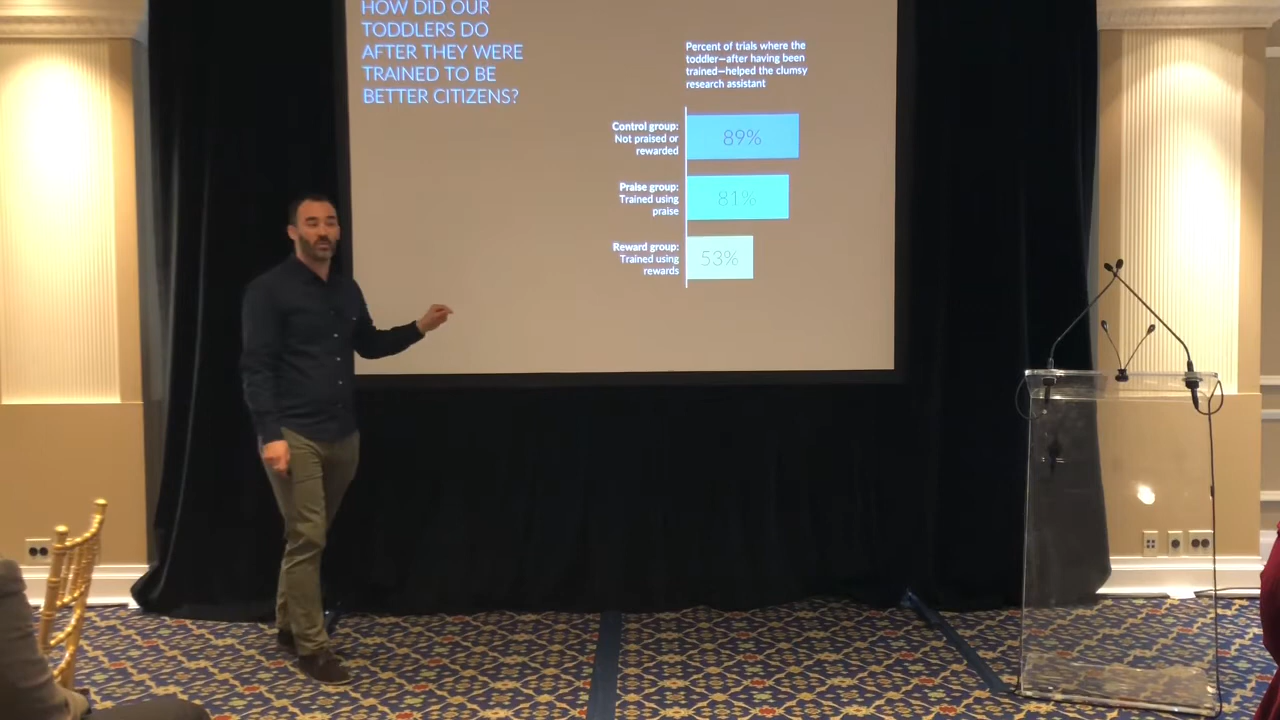 HOW DID OUR
TODDLERS DO
AFTER THEY WERE
TRAINED TO BE
BETTER CITIZENS?
Percent of trials where the
toddler—after having been
trained—helped the clumsy
research assistant
Control group:
Not praised or
rewarded
89%
Praise group:
Trained using
praise
81%
Reward group:
Trained using
rewards
53%